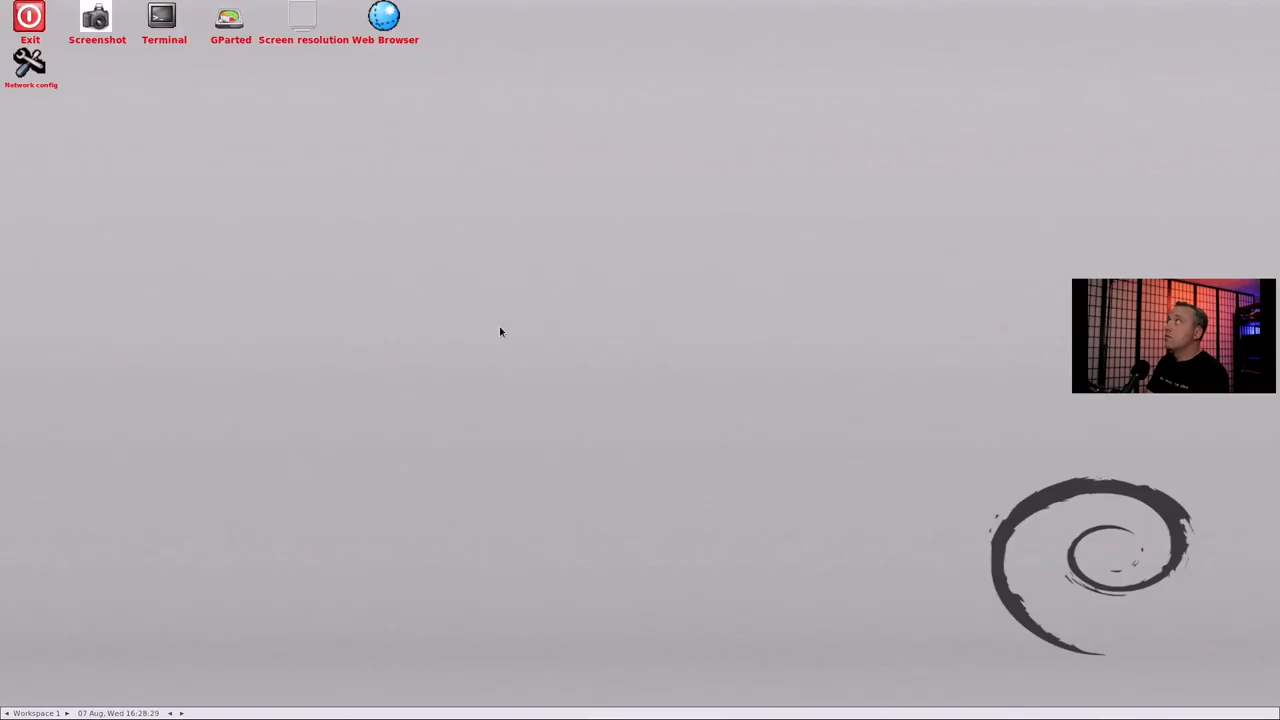 Exit
Screenshot
Terminal
GParted
Screen resolution
Web Browser
Network config
Workspace 1
07 Aug, Wed 16:28:29